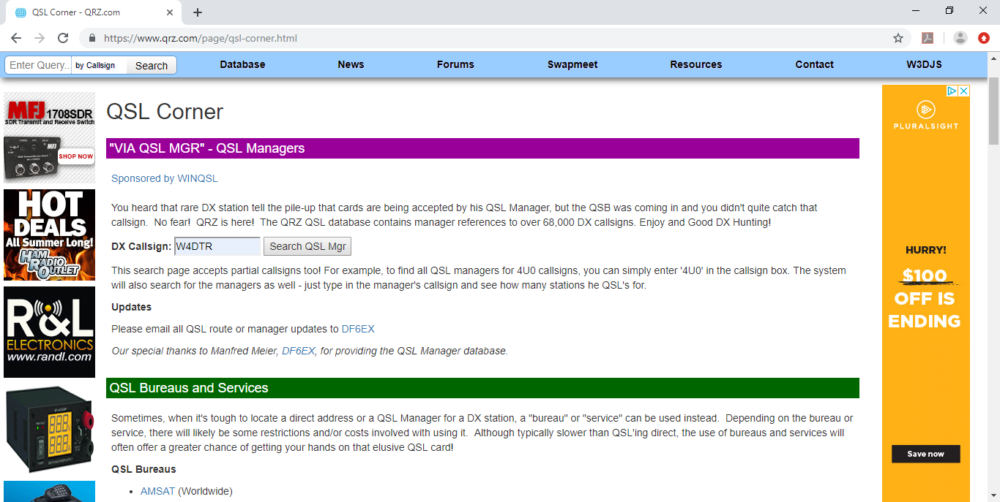 QSL Corner - QRZ.com
https://www.qrz.com/page/qsl-corner.html
Enter Query.. by Callsign Search Database News Forums Swapmeet Resources Contact W3DJS
MFJ 1708SDR
SDR Transmit and Receive Switch
MFJ
SHOP NOW
HOT
DEALS
All Summer Long!
HAM RADIO OUTLET
R&L
ELECTRONICS
www.randl.com
QSL Corner
"VIA QSL MGR" - QSL Managers
Sponsored by WINQSL
You heard that rare DX station tell the pile-up that cards are being accepted by his QSL Manager, but the QSB was coming in and you didn't quite catch that
callsign. No fear! QRZ is here! The QRZ QSL database contains manager references to over 68,000 DX callsigns. Enjoy and Good DX Hunting!
DX Callsign: W4DTR Search QSL Mgr
This search page accepts partial callsigns too! For example, to find all QSL managers for 4U0 callsigns, you can simply enter '4U0' in the callsign box. The system
will also search for the managers as well - just type in the manager's callsign and see how many stations he QSL's for.
Updates
Please email all QSL route or manager updates to DF6EX
Our special thanks to Manfred Meier, DF6EX, for providing the QSL Manager database.
QSL Bureaus and Services
Sometimes, when it's tough to locate a direct address or a QSL Manager for a DX station, a "bureau" or "service" can be used instead. Depending on the bureau or
service, there will likely be some restrictions and/or costs involved with using it. Although typically slower than QSL'ing direct, the use of bureaus and services will
often offer a greater chance of getting your hands on that elusive QSL card!
QSL Bureaus
• AMSAT (Worldwide)
PLURALSIGHT
HURRY!
$100
OFF IS
ENDING
Save now